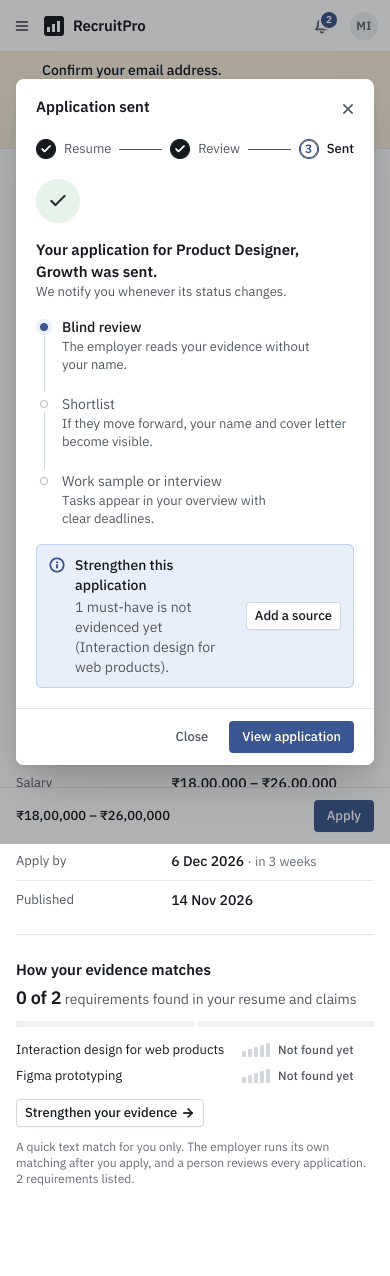 RecruitPro
2
MI
Confirm your email address.
Application sent
Resume
Review
3
Sent
Your application for Product Designer,
Growth was sent.
We notify you whenever its status changes.
Blind review
The employer reads your evidence without
your name.
Shortlist
If they move forward, your name and cover letter
become visible.
Work sample or interview
Tasks appear in your overview with
clear deadlines.
Strengthen this
application
1 must-have is not
evidenced yet
(Interaction design for
web products).
Add a source
Close
View application
Salary ₹18,00,000 – ₹26,00,000
₹18,00,000 – ₹26,00,000
Apply
Apply by 6 Dec 2026 · in 3 weeks
Published 14 Nov 2026
How your evidence matches
0 of 2 requirements found in your resume and claims
Interaction design for web products Not found yet
Figma prototyping Not found yet
Strengthen your evidence →
A quick text match for you only. The employer runs its own
matching after you apply, and a person reviews every application.
2 requirements listed.